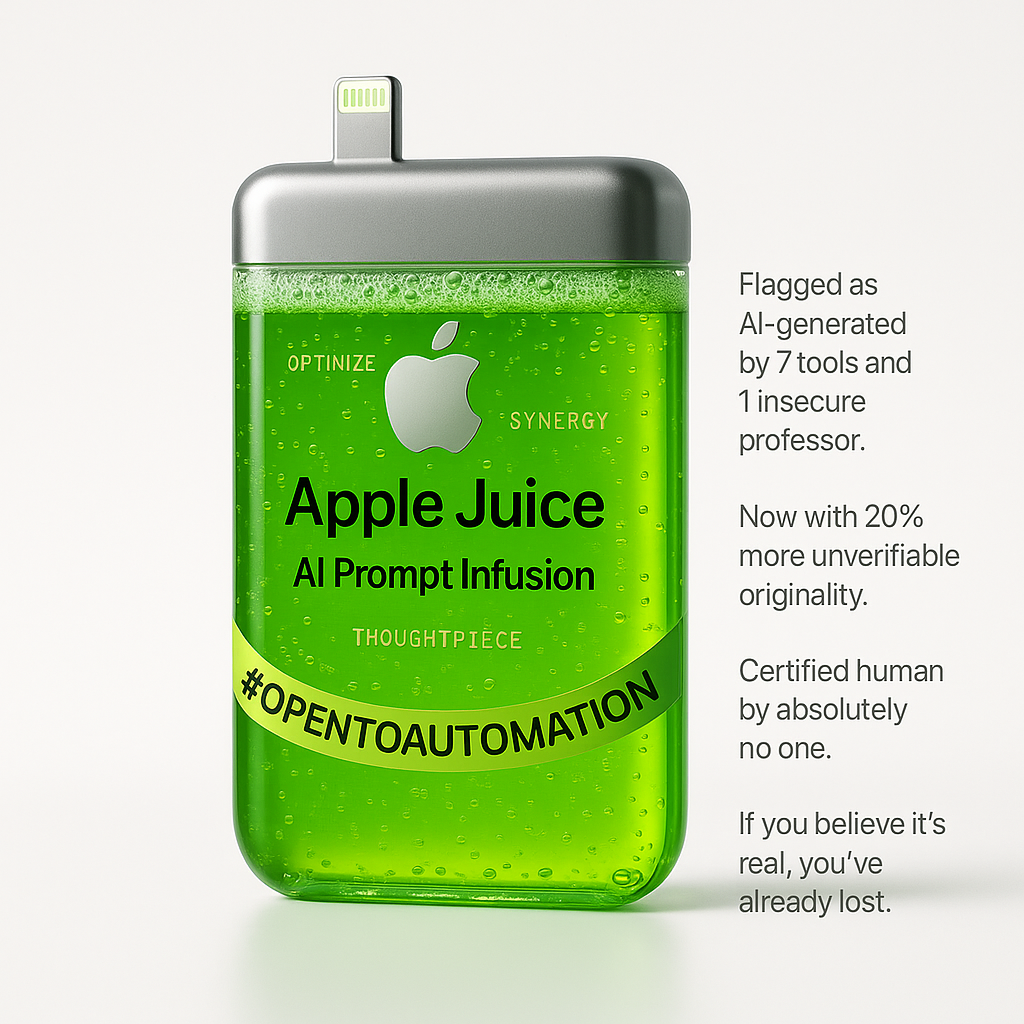 OPTIMIZE
SYNERGY
Apple Juice
AI Prompt Infusion
THOUGHTPIECE
#OPENTOAUTOMATION
Flagged as
AI-generated
by 7 tools and
1 insecure
professor.
Now with 20%
more unverifiable
originality.
Certified human
by absolutely
no one.
If you believe it's
real, you've
already lost.